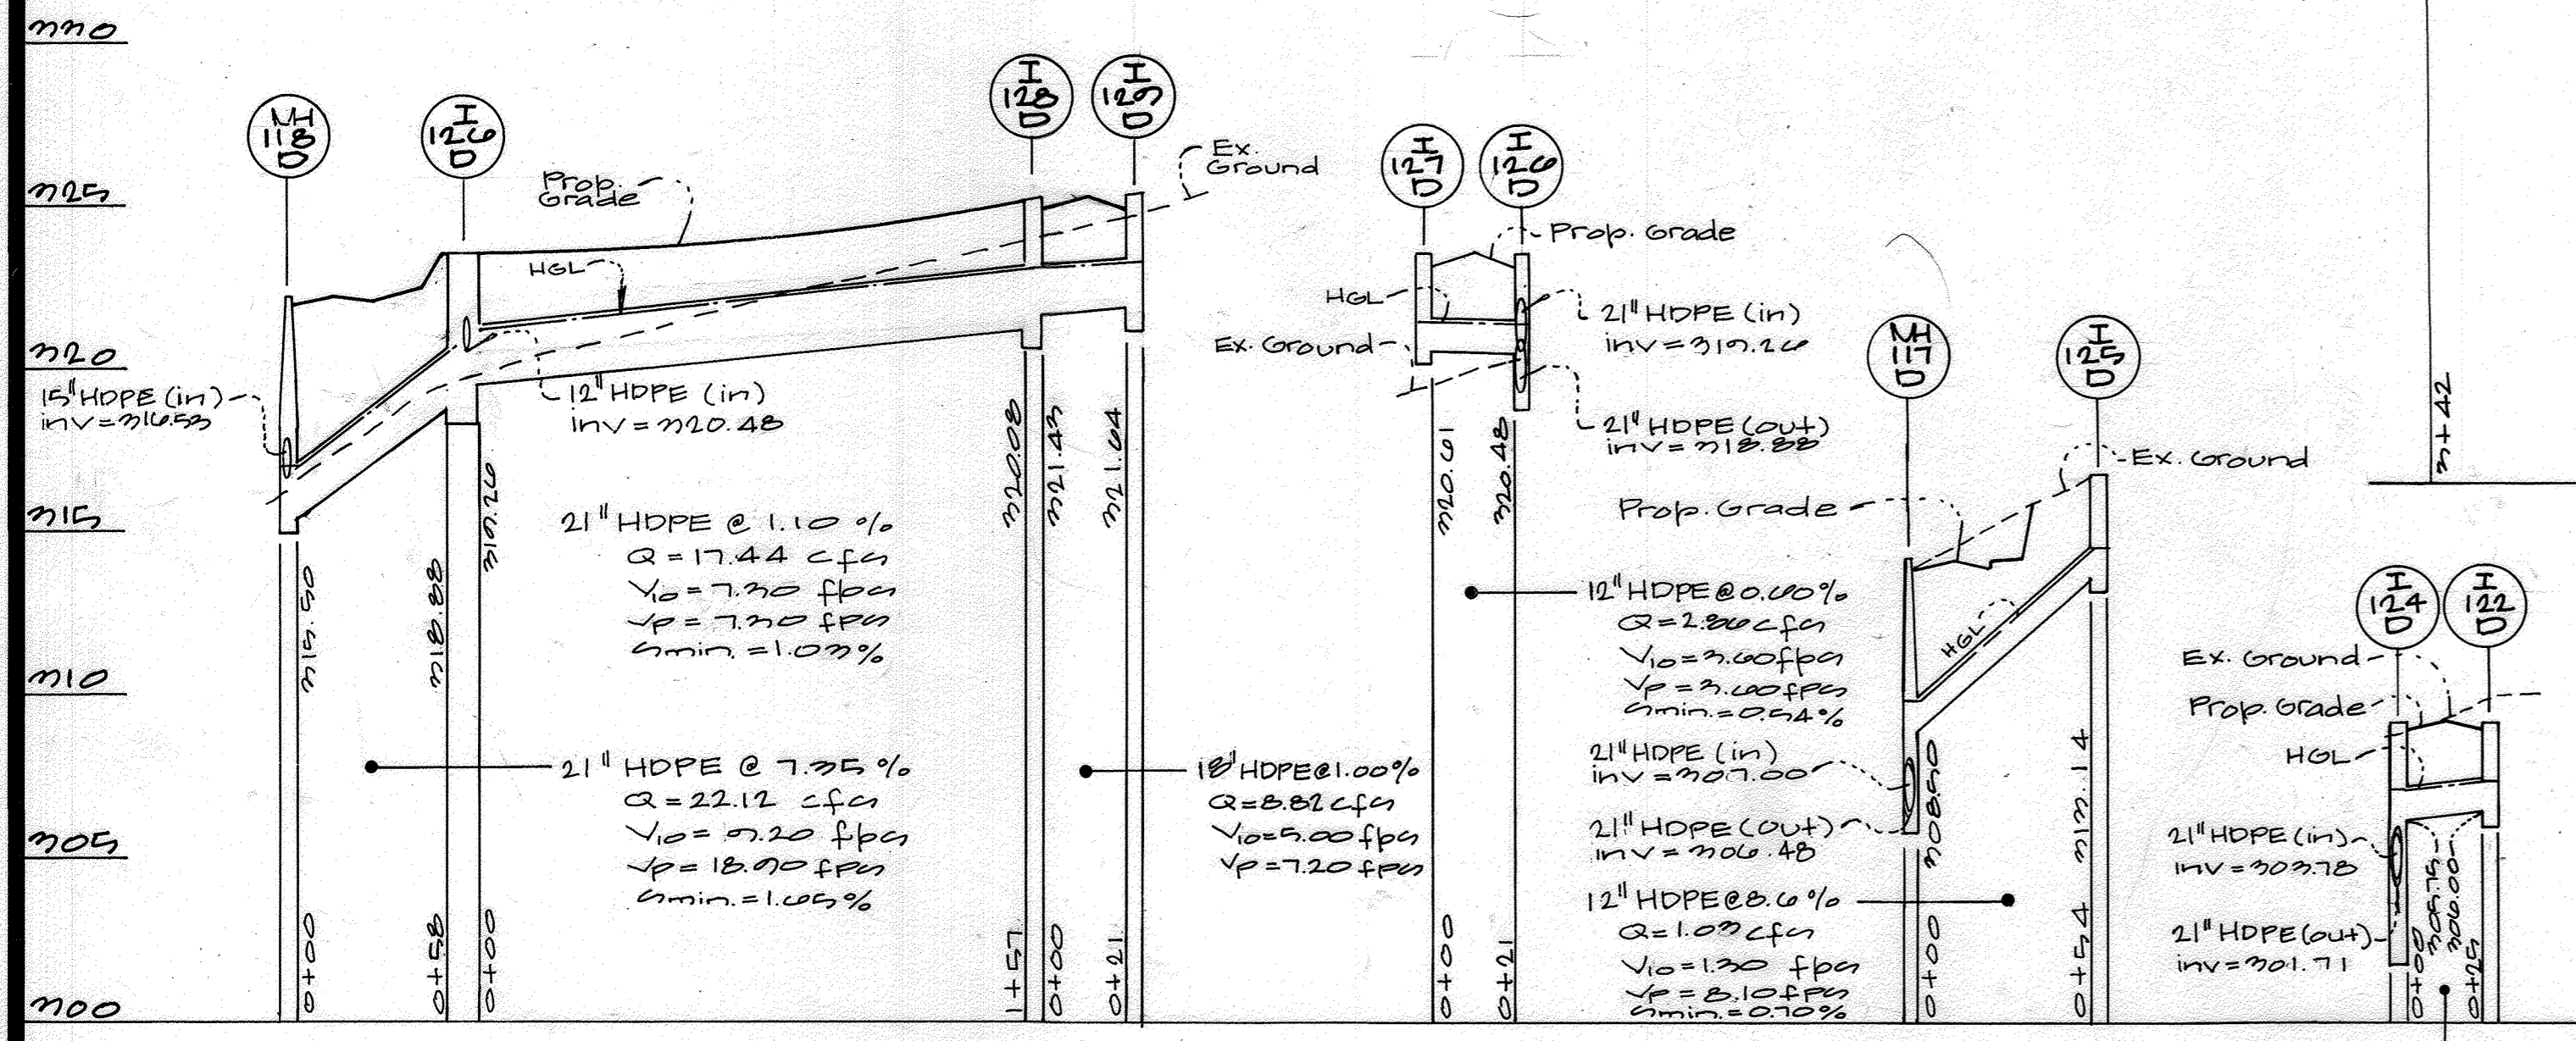 330
325
320
315
310
305
300
MH
118
D
I
126
D
I
128
D
I
129
D
Prop.
Grade
Ex.
Ground
HGL
15" HDPE (in)
inv = 316.53
12" HDPE (in)
inv = 320.48
21" HDPE @ 1.10 %
Q = 17.44 cfs
V10 = 7.30 fps
Vp = 7.30 fps
Smin. = 1.03%
21" HDPE @ 7.35 %
Q = 22.12 cfs
V10 = 9.20 fps
Vp = 18.90 fps
Smin. = 1.65%
18" HDPE @ 1.00%
Q = 8.82 cfs
V10 = 5.00 fps
Vp = 7.20 fps
318.88
319.26
320.08
321.43
321.64
0+00
0+58
0+00
1+57
0+00
0+21
I
127
D
I
126
D
Prop. Grade
HGL
Ex. Ground
21" HDPE (in)
inv = 319.26
21" HDPE (out)
inv = 318.88
320.61
320.48
12" HDPE @ 0.60%
Q = 2.86 cfs
V10 = 3.60 fps
Vp = 3.60 fps
Smin. = 0.54%
0+00
0+21
MH
117
D
I
125
D
Ex. Ground
Prop. Grade
HGL
21" HDPE (in)
inv = 307.00
21" HDPE (out)
inv = 306.48
308.50
313.14
12" HDPE @ 8.6 %
Q = 1.03 cfs
V10 = 1.30 fps
Vp = 8.10 fps
Smin. = 0.70%
0+00
0+54
3+42
I
124
D
I
122
D
Ex. Ground
Prop. Grade
HGL
21" HDPE (in)
inv = 303.78
21" HDPE (out)
inv = 301.71
305.75
306.00
0+00
0+25